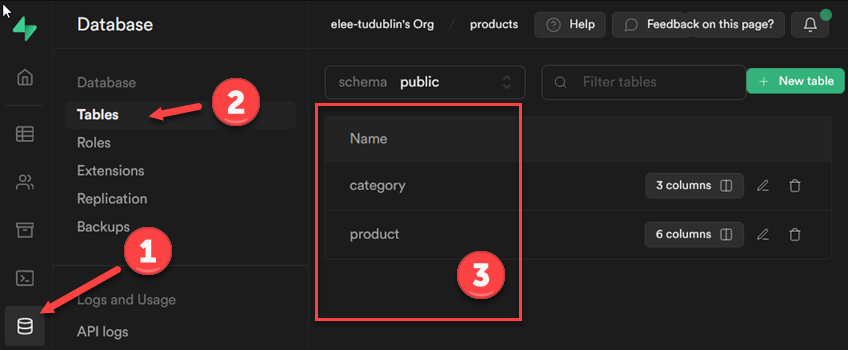 Database
elee-tudublin's Org / products
Help
Feedback on this page?
Database
Tables
Roles
Extensions
Replication
Backups
Logs and Usage
API logs
schema public
Filter tables
+ New table
Name
category
3 columns
product
6 columns
1
2
3